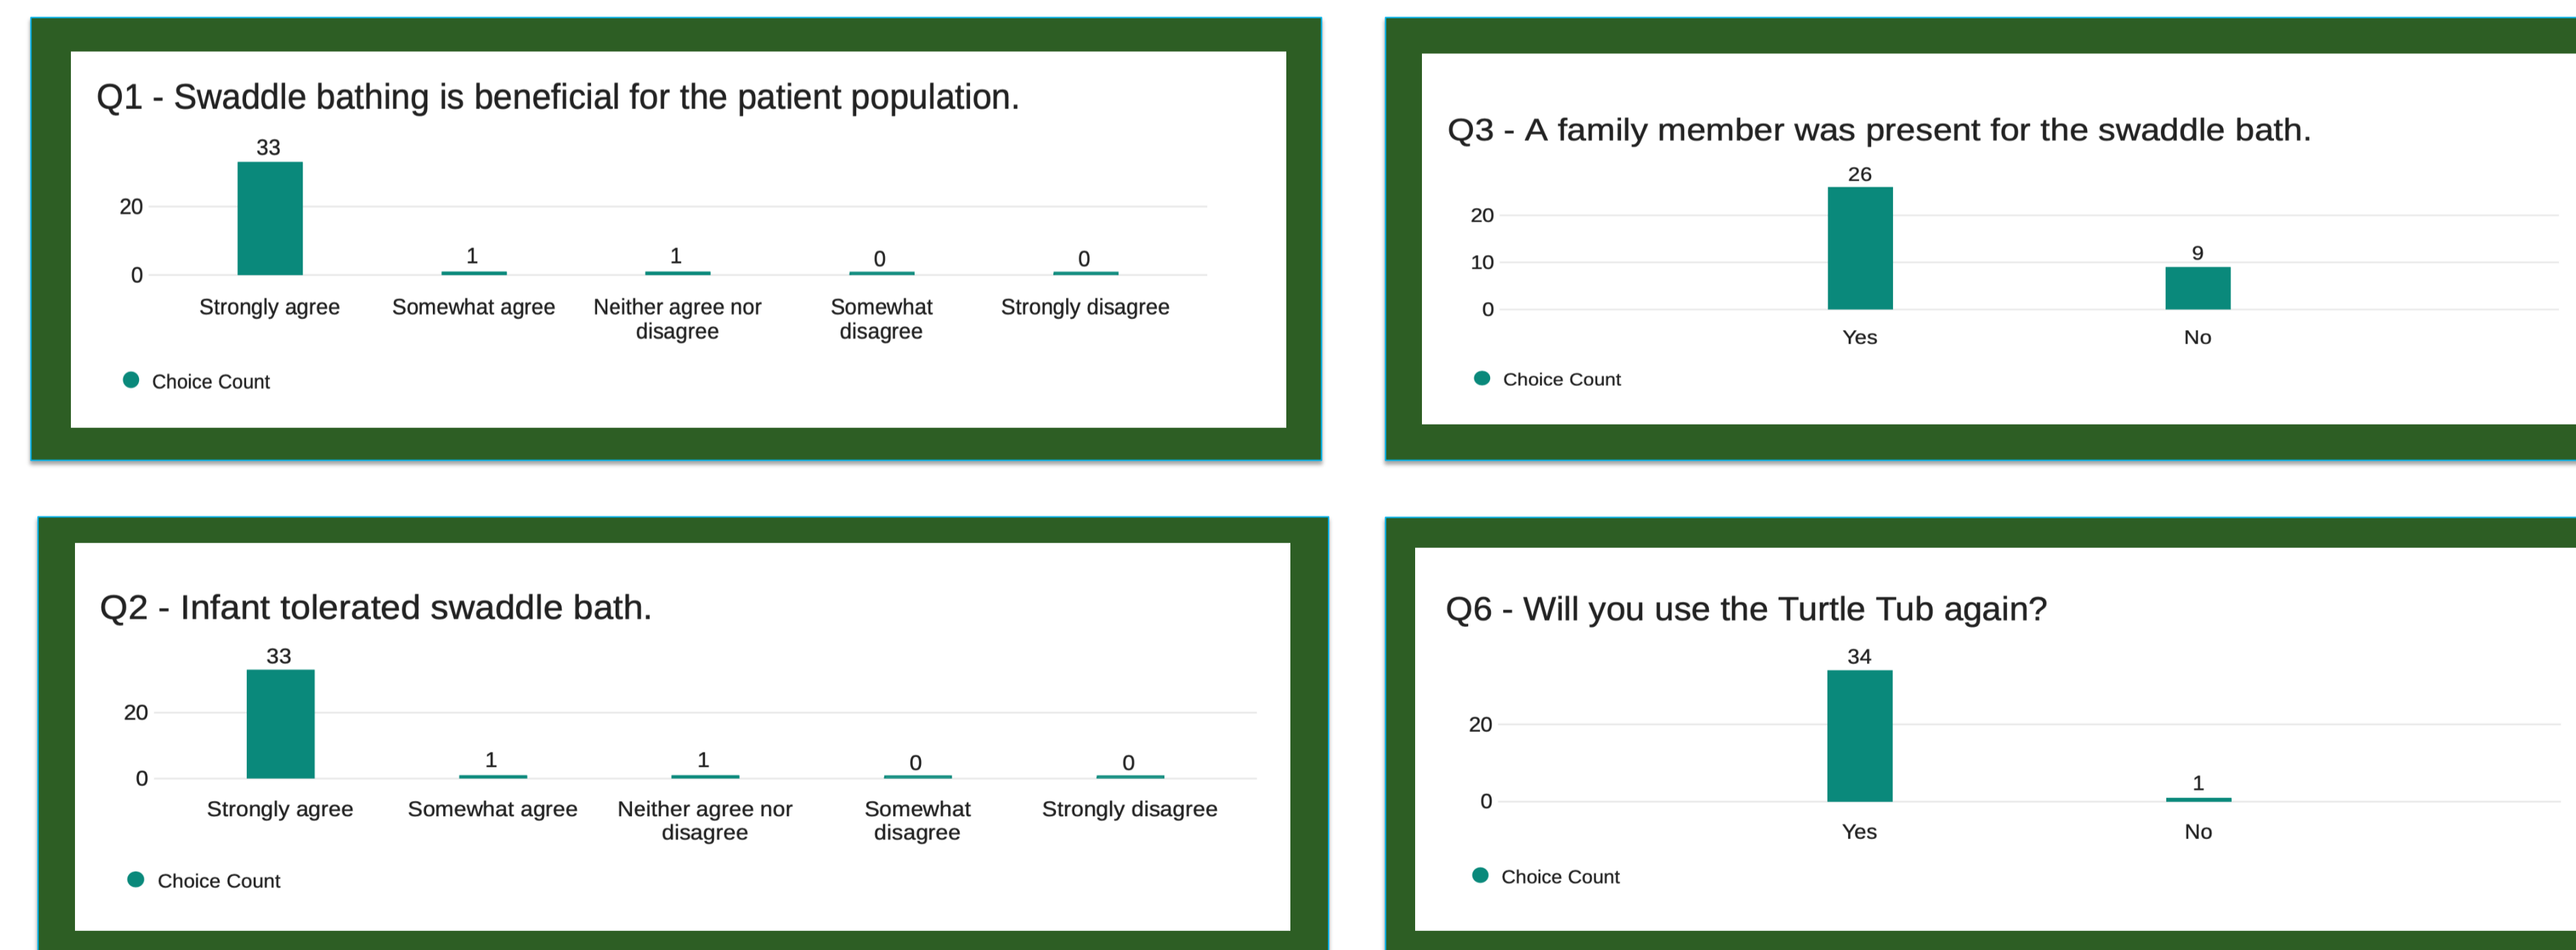 Q1 - Swaddle bathing is beneficial for the patient population.
33
20
1
1
0
0
0
Strongly agree
Somewhat agree
Neither agree nor
disagree
Somewhat
disagree
Strongly disagree
Choice Count
Q3 - A family member was present for the swaddle bath.
26
20
9
10
0
Yes
No
Choice Count
Q2 - Infant tolerated swaddle bath.
33
20
1
1
0
0
0
Strongly agree
Somewhat agree
Neither agree nor
disagree
Somewhat
disagree
Strongly disagree
Choice Count
Q6 - Will you use the Turtle Tub again?
34
20
1
0
Yes
No
Choice Count